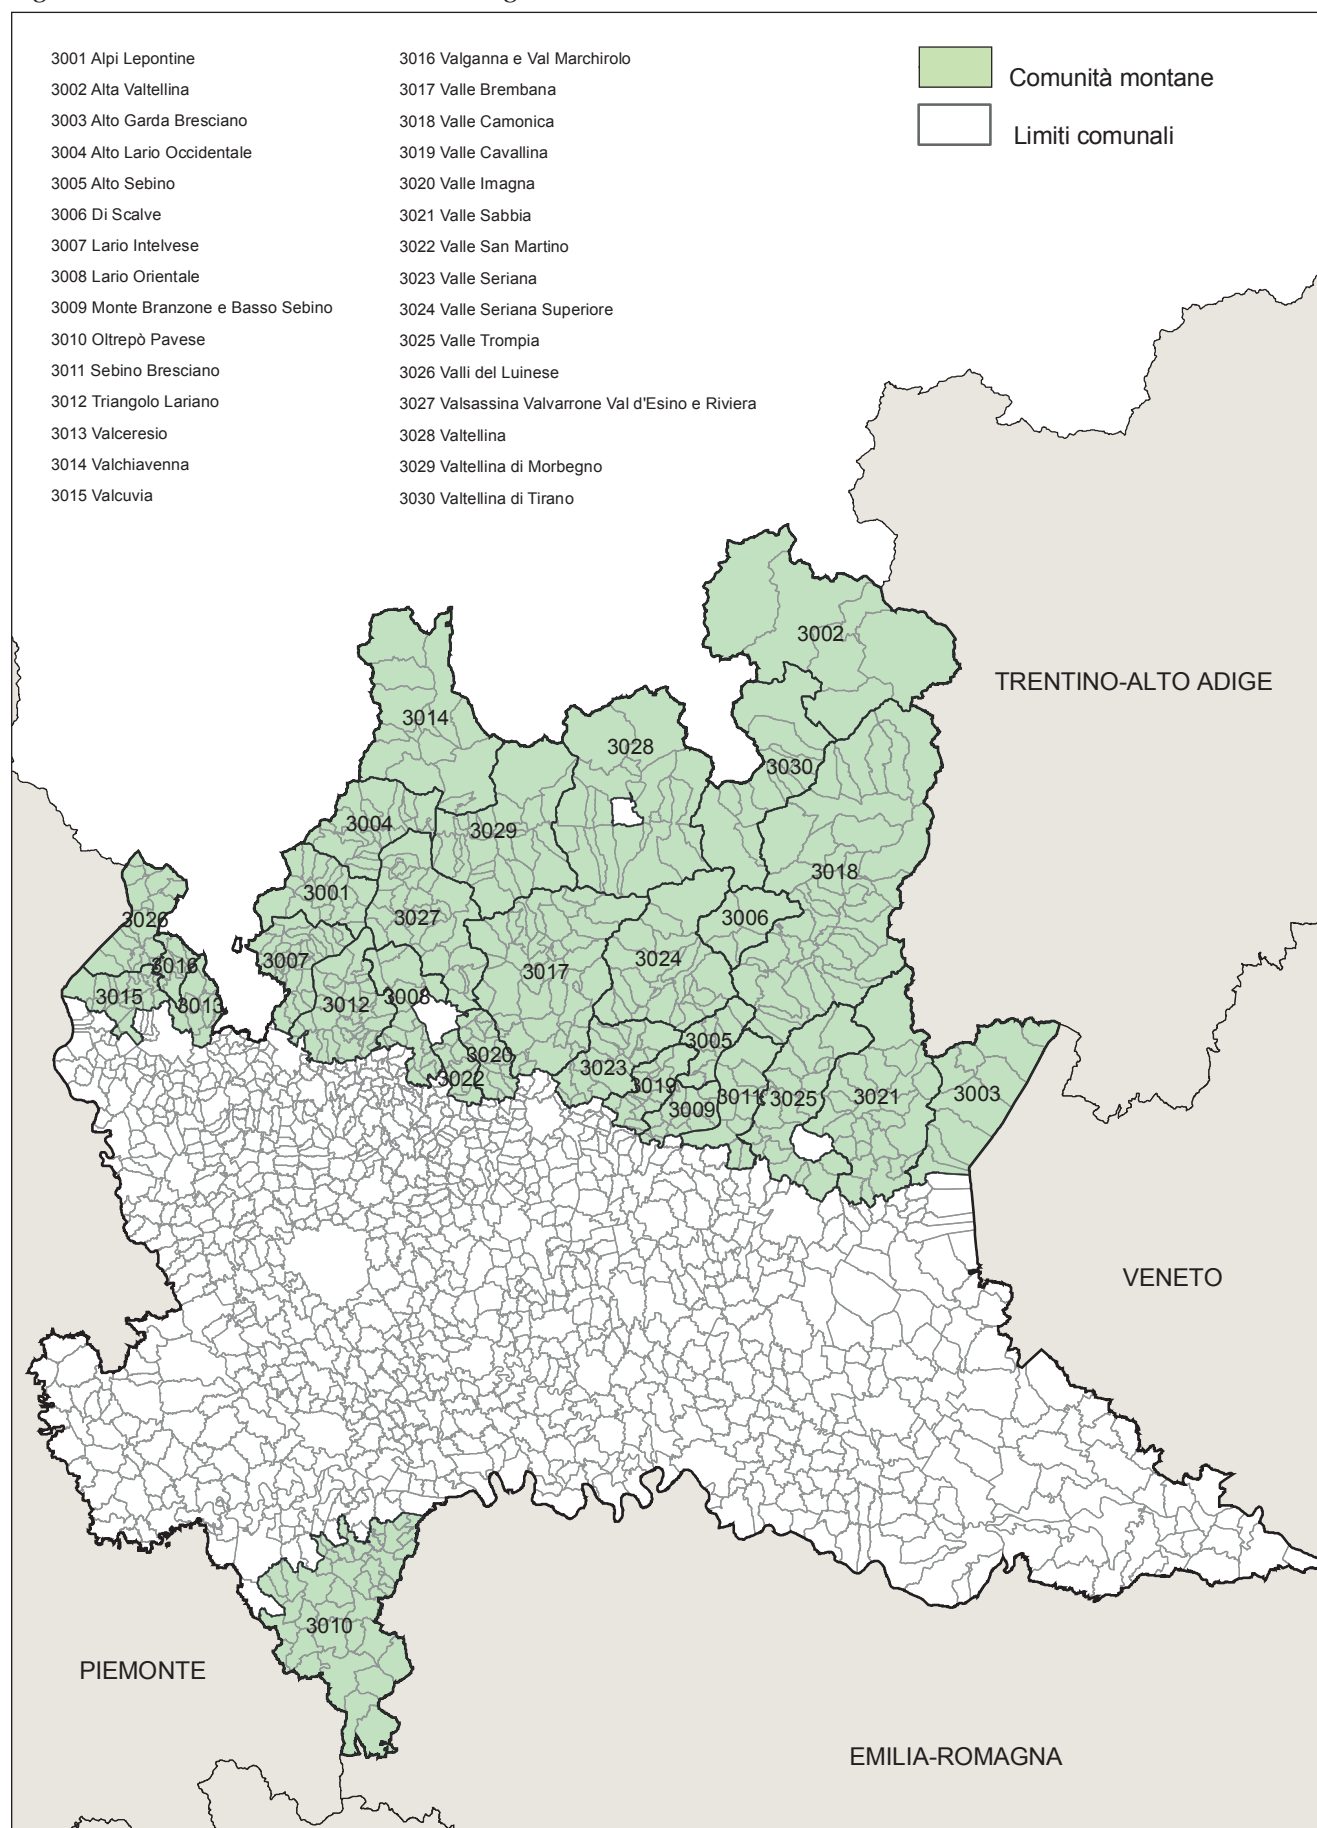 3001 Alpi Lepontine
3002 Alta Valtellina
3003 Alto Garda Bresciano
3004 Alto Lario Occidentale
3005 Alto Sebino
3006 Di Scalve
3007 Lario Intelvese
3008 Lario Orientale
3009 Monte Branzone e Basso Sebino
3010 Oltrepò Pavese
3011 Sebino Bresciano
3012 Triangolo Lariano
3013 Valceresio
3014 Valchiavenna
3015 Valcuvia
3016 Valganna e Val Marchirolo
3017 Valle Brembana
3018 Valle Camonica
3019 Valle Cavallina
3020 Valle Imagna
3021 Valle Sabbia
3022 Valle San Martino
3023 Valle Seriana
3024 Valle Seriana Superiore
3025 Valle Trompia
3026 Valli del Luinese
3027 Valsassina Valvarrone Val d'Esino e Riviera
3028 Valtellina
3029 Valtellina di Morbegno
3030 Valtellina di Tirano
Comunità montane
Limiti comunali
3002
TRENTINO-ALTO ADIGE
3014
3028
3030
3004
3029
3018
3001
3027
3026
3006
3007
3016
3017
3024
3015
3013
3012
3008
3005
3020
3023
3022
3019
3011
3025
3021
3003
3009
VENETO
3010
PIEMONTE
EMILIA-ROMAGNA